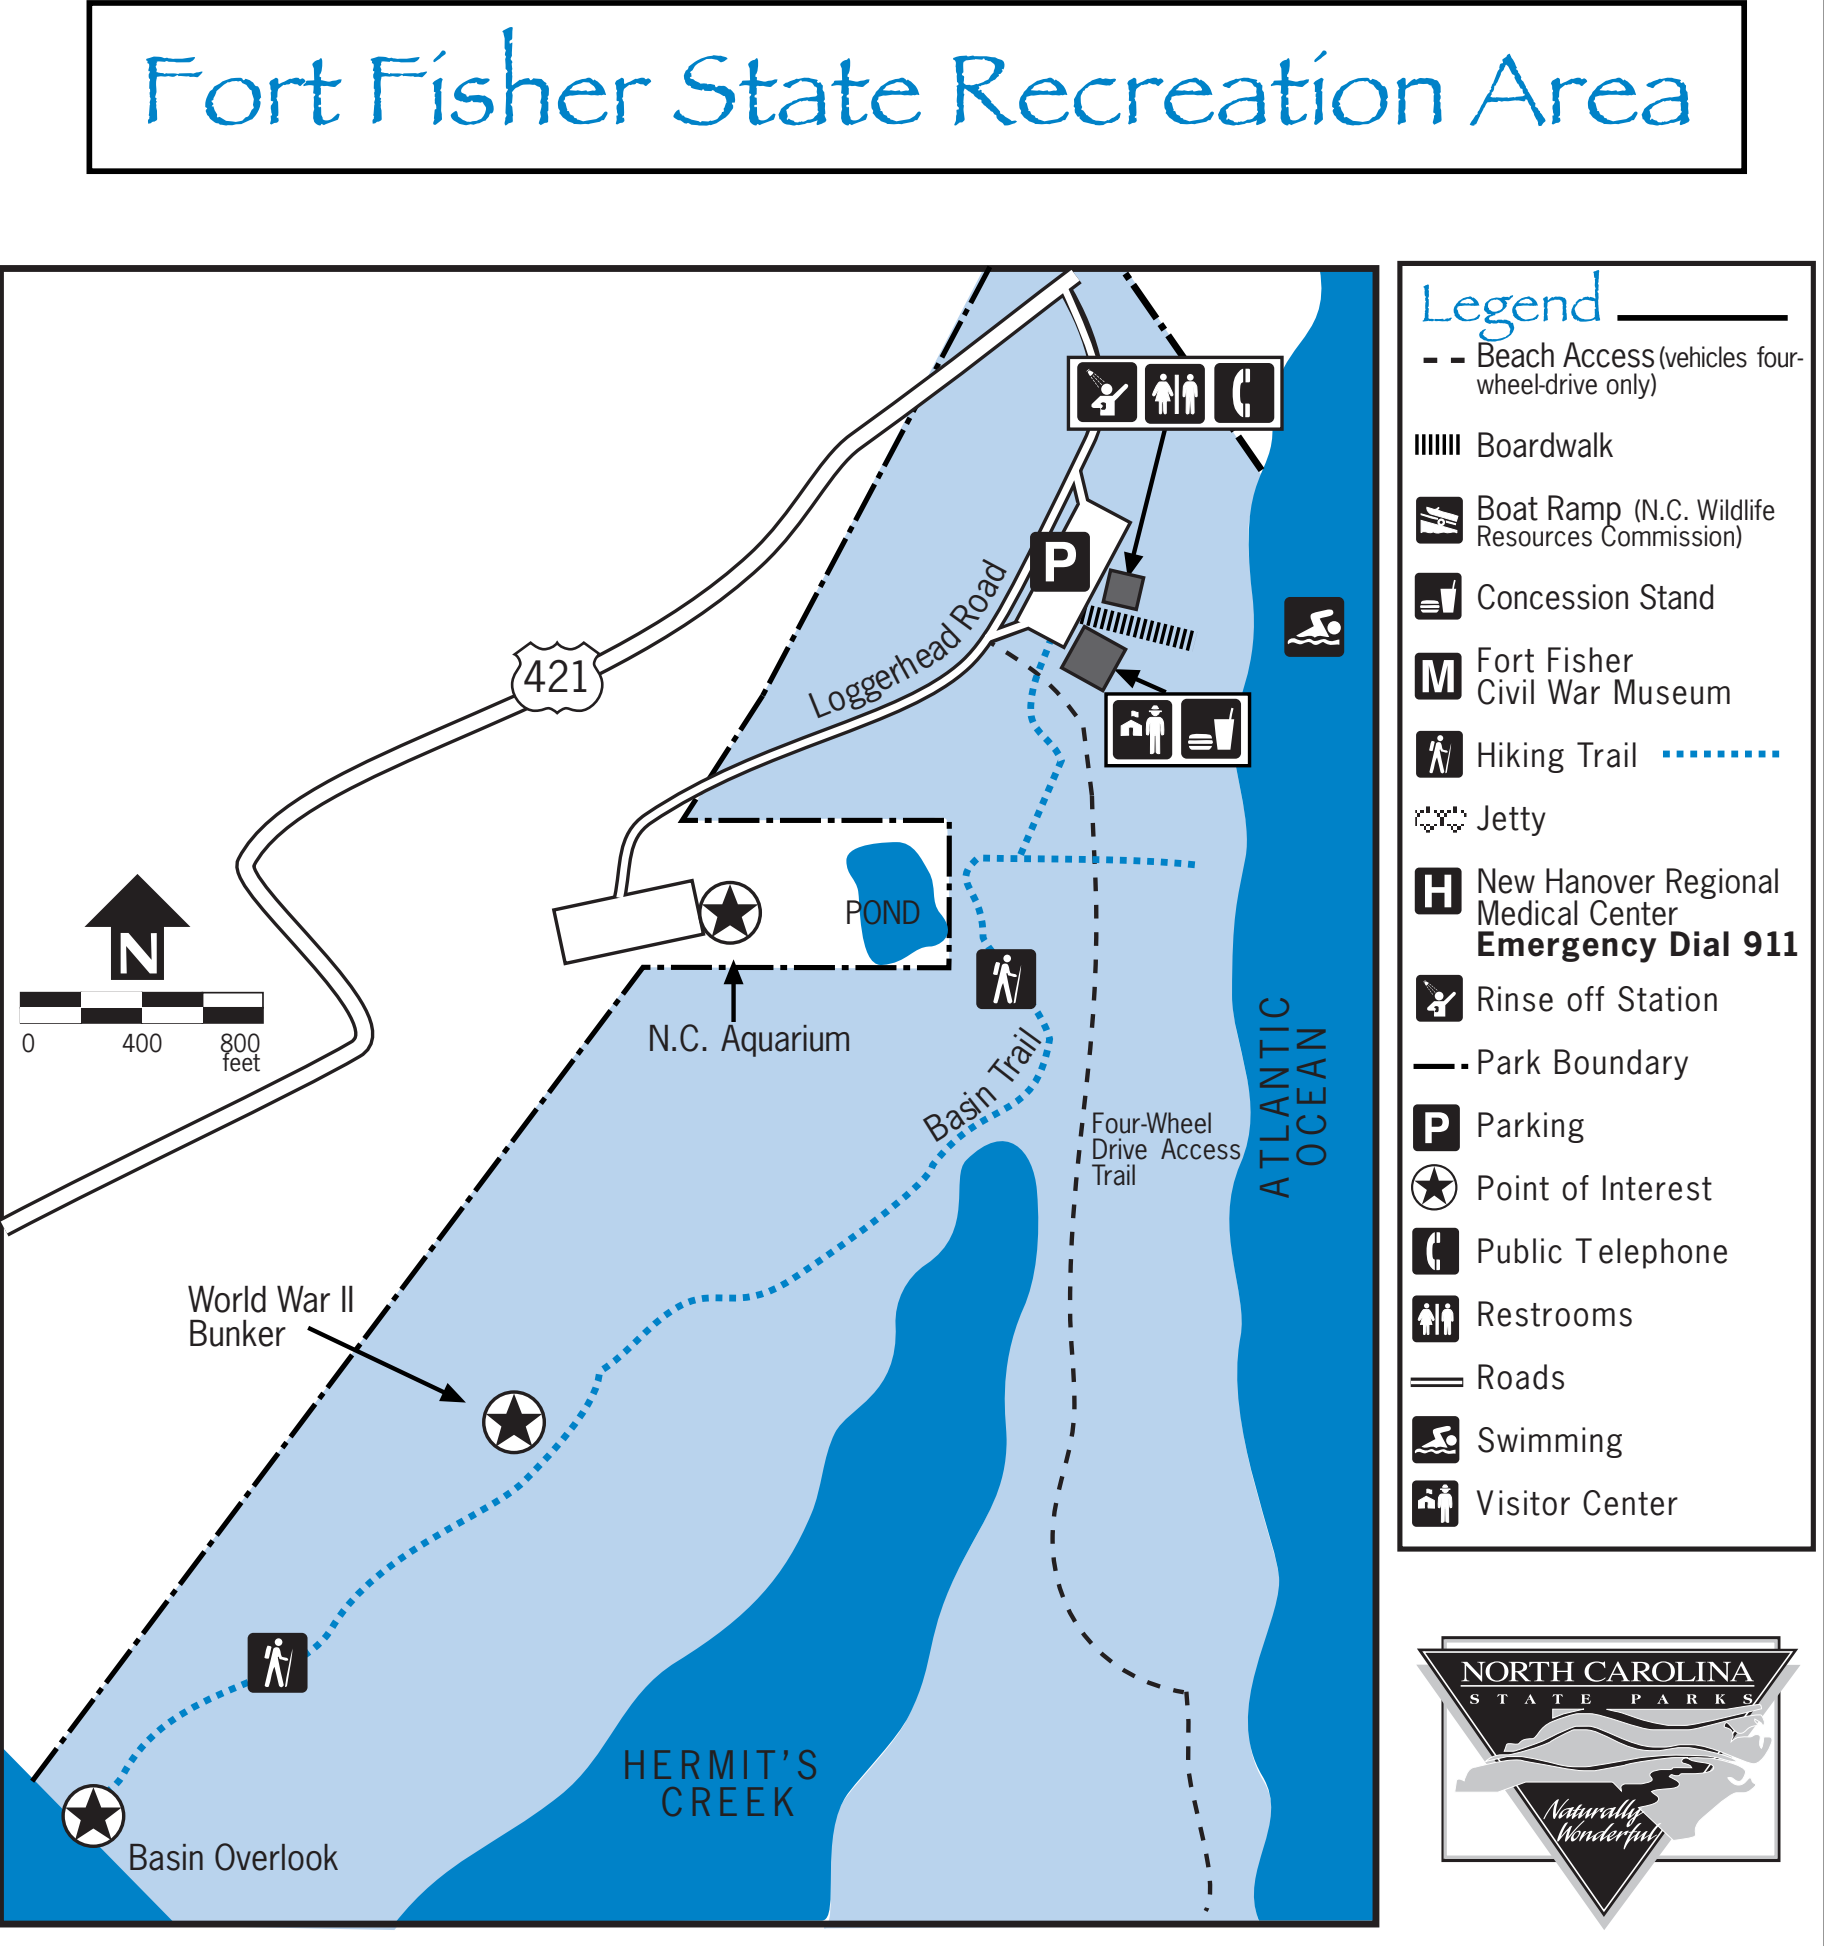 Fort Fisher State Recreation Area
Legend
Beach Access (vehicles four-
wheel-drive only)
Boardwalk
Boat Ramp (N.C. Wildlife
Resources Commission)
Concession Stand
M
Fort Fisher
Civil War Museum
Hiking Trail
Jetty
H
New Hanover Regional
Medical Center
Emergency Dial 911
Rinse off Station
Park Boundary
P
Parking
Point of Interest
Public Telephone
Restrooms
Roads
Swimming
Visitor Center
P
Loggerhead Road
421
POND
N
0 400 800
feet
N.C. Aquarium
Basin Trail
ATLANTIC
OCEAN
Four-Wheel
Drive Access
Trail
World War II
Bunker
HERMIT'S
CREEK
Basin Overlook
NORTH CAROLINA
STATE PARKS
Naturally
Wonderful